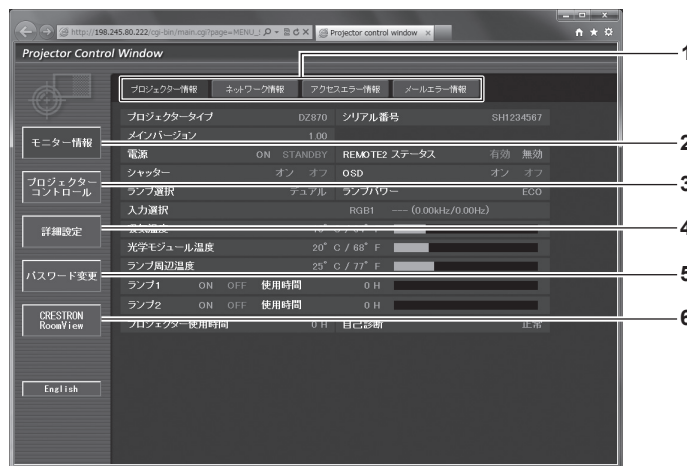 http://198.245.80.222/cgi-bin/main.cgi?page=MENU_S
Projector control window ×
Projector Control Window
プロジェクター情報 ネットワーク情報 アクセスエラー情報 メールエラー情報
1
モニター情報
2
プロジェクター
コントロール
3
詳細設定
4
パスワード変更
5
CRESTRON
RoomView
6
English
プロジェクタータイプ DZ870 シリアル番号 SH1234567
メインバージョン 1.00
電源 ON STANDBY REMOTE2 ステータス 有効 無効
シャッター オン オフ OSD オン オフ
ランプ選択 デュアル ランプパワー ECO
入力選択 RGB1 --- (0.00kHz/0.00Hz)
光学モジュール温度 20° C / 68° F
ランプ周辺温度 25° C / 77° F
ランプ1 ON OFF 使用時間 0 H
ランプ2 ON OFF 使用時間 0 H
プロジェクター使用時間 0 H 自己診断 正常